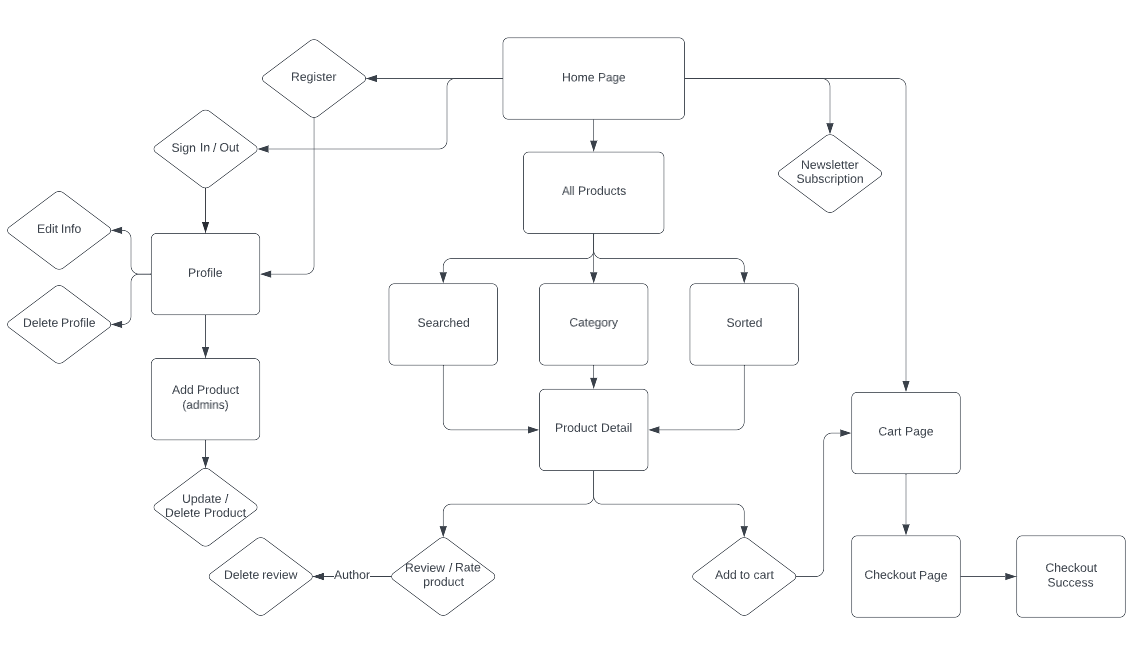 Register
Home Page
Sign In / Out
Newsletter
Subscription
All Products
Edit Info
Profile
Delete Profile
Searched
Category
Sorted
Add Product
(admins)
Product Detail
Cart Page
Update /
Delete Product
Delete review
Author
Review / Rate
product
Add to cart
Checkout Page
Checkout
Success